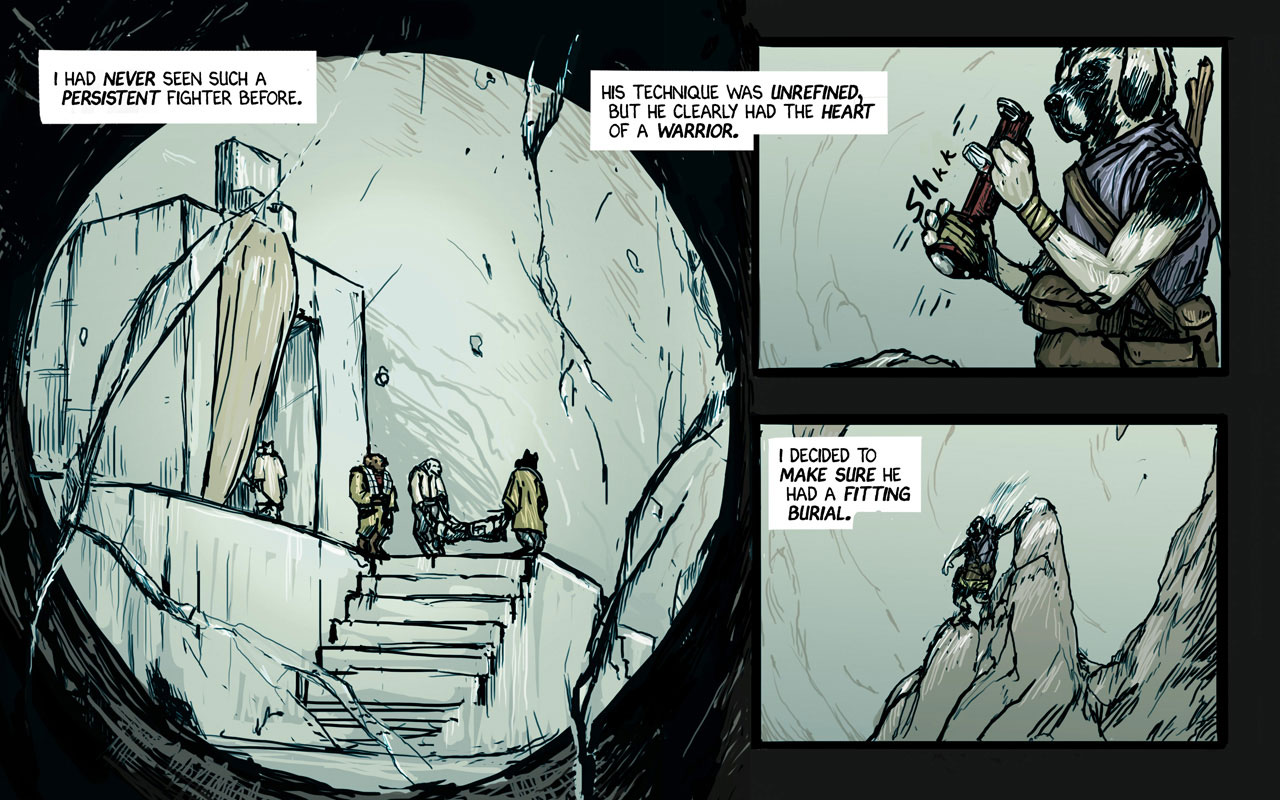 I HAD NEVER SEEN SUCH A
PERSISTENT FIGHTER BEFORE.
HIS TECHNIQUE WAS UNREFINED,
BUT HE CLEARLY HAD THE HEART
OF A WARRIOR.
Shkk
I DECIDED TO
MAKE SURE HE
HAD A FITTING
BURIAL.